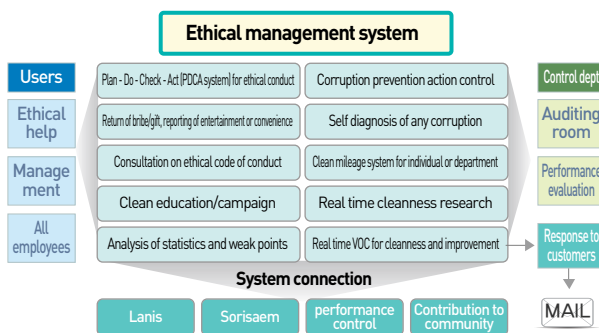 Ethical management system
Users
Ethical
help
Manage
ment
All
employees
Plan - Do - Check - Act (PDCA system) for ethical conduct
Corruption prevention action control
Return of bribe/gift, reporting of entertainment or convenience
Self diagnosis of any corruption
Consultation on ethical code of conduct
Clean mileage system for individual or department
Clean education/campaign
Real time cleanness research
Analysis of statistics and weak points
Real time VOC for cleanness and improvement
Control dept
Auditing
room
Performance
evaluation
Response to
customers
MAIL
System connection
Lanis
Sorisaem
performance
control
Contribution to
community